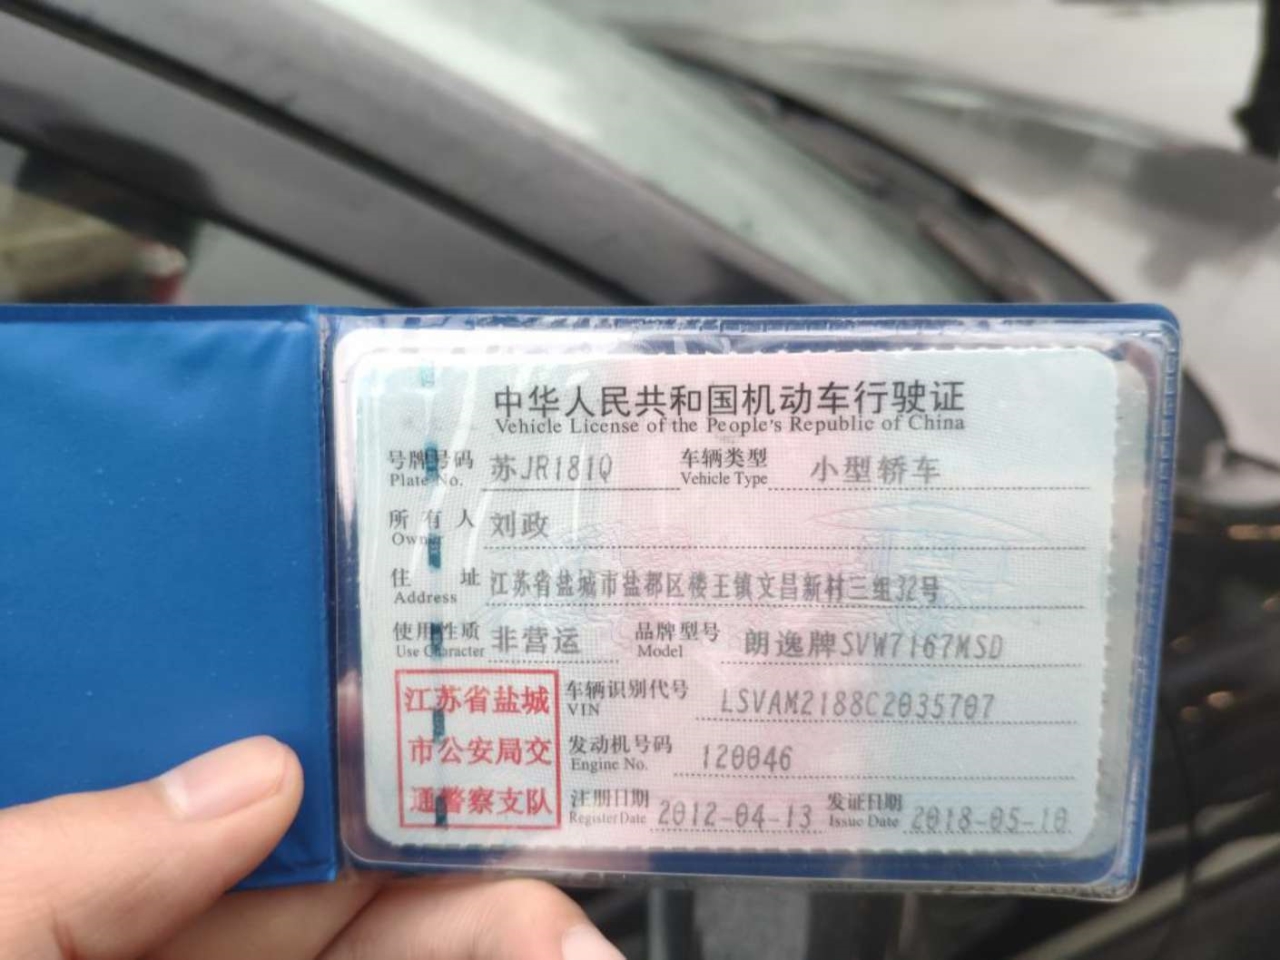 中华人民共和国机动车行驶证
Vehicle License of the People's Republic of China
号牌号码 苏JR181Q 车辆类型 小型轿车
Plate No. Vehicle Type
所有人 刘政
Owner
住址 江苏省盐城市盐都区楼王镇文昌新村三组32号
Address
使用性质 非营运 品牌型号 朗逸牌SVW7167MSD
Use Character Model
江苏省盐城
市公安局交
通警察支队
车辆识别代号 LSVAM2188C2035707
VIN
发动机号码 120046
Engine No.
注册日期 2012-04-13 发证日期 2018-05-10
Register Date Issue Date